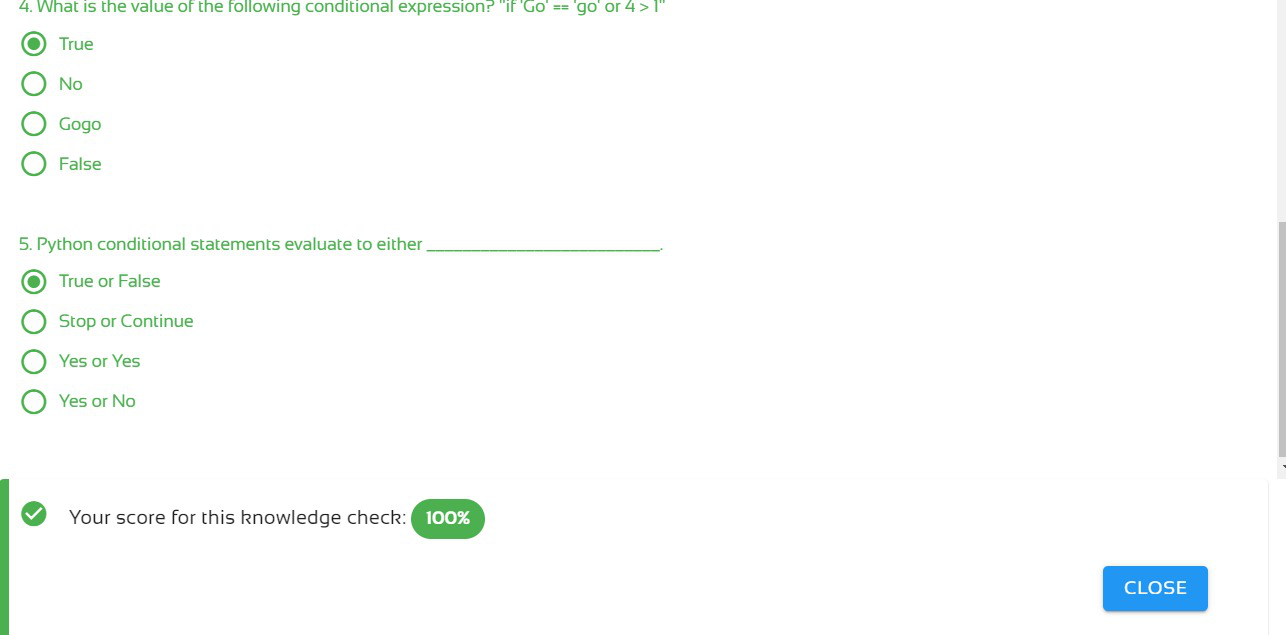 4. What is the value of the following conditional expression? "if 'Go' == 'go' or 4 > 1"
True
No
Gogo
False
5. Python conditional statements evaluate to either __________________________.
True or False
Stop or Continue
Yes or Yes
Yes or No
Your score for this knowledge check: 100%
CLOSE